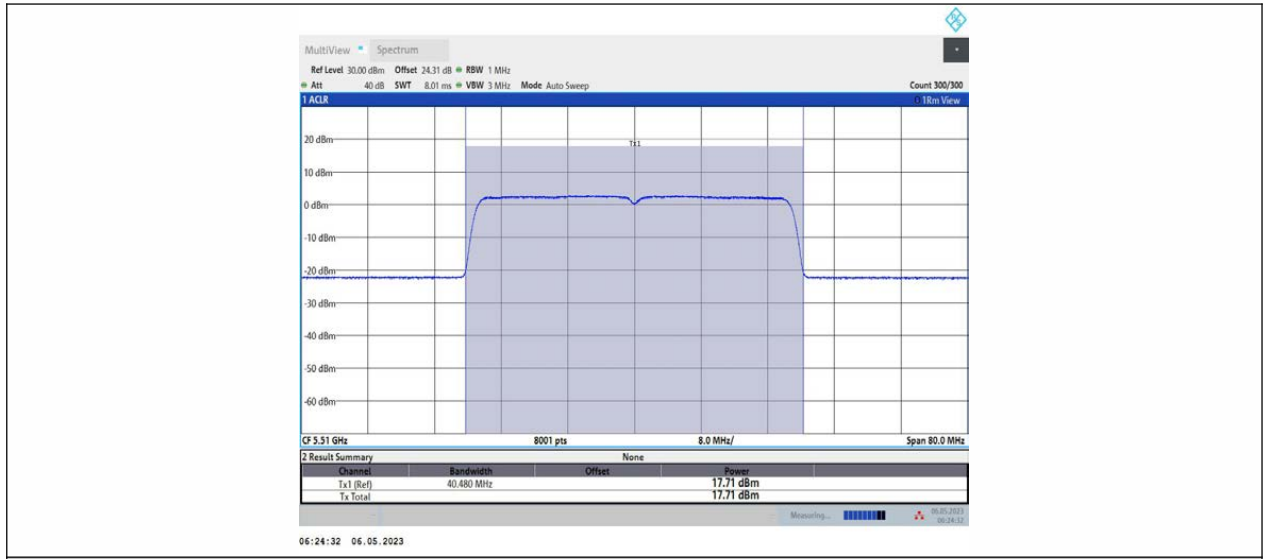 MultiView Spectrum
Ref Level 30.00 dBm Offset 24.31 dB RBW 1 MHz
Att 40 dB SWT 8.01 ms VBW 3 MHz Mode Auto Sweep Count 300/300
1 ACLR 1Rm View
20 dBm
Tx1
10 dBm
0 dBm
-10 dBm
-20 dBm
-30 dBm
-40 dBm
-50 dBm
-60 dBm
CF 5.51 GHz 8001 pts 8.0 MHz/ Span 80.0 MHz
2 Result Summary None
Channel Bandwidth Offset Power
Tx1 (Ref) 40.480 MHz 17.71 dBm
Tx Total 17.71 dBm
Measuring... 06.05.2023
06:24:32
06:24:32 06.05.2023